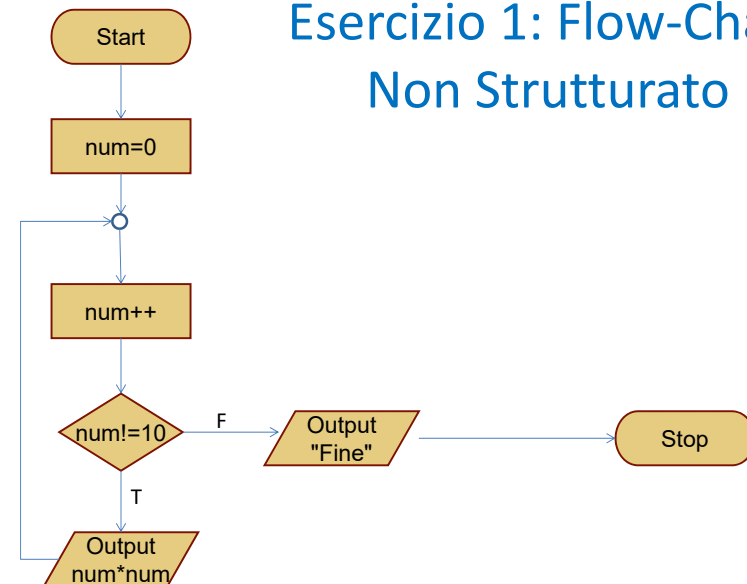 Esercizio 1: Flow-Cha
Non Strutturato
Start
num=0
num++
num!=10
F
Output
"Fine"
Stop
T
Output
num*num